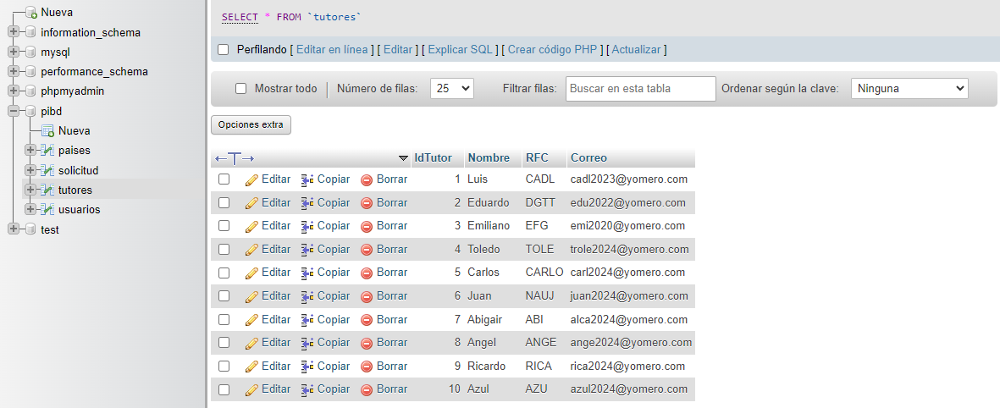 Nueva
information_schema
mysql
performance_schema
phpmyadmin
pibd
Nueva
paises
solicitud
tutores
usuarios
test
SELECT * FROM `tutores`
Perfilando [ Editar en línea ] [ Editar ] [ Explicar SQL ] [ Crear código PHP ] [ Actualizar ]
Mostrar todo Número de filas: 25 Filtrar filas: Buscar en esta tabla Ordenar según la clave: Ninguna
Opciones extra
←T→ IdTutor Nombre RFC Correo
Editar Copiar Borrar 1 Luis CADL cadl2023@yomero.com
Editar Copiar Borrar 2 Eduardo DGTT edu2022@yomero.com
Editar Copiar Borrar 3 Emiliano EFG emi2020@yomero.com
Editar Copiar Borrar 4 Toledo TOLE trole2024@yomero.com
Editar Copiar Borrar 5 Carlos CARLO carl2024@yomero.com
Editar Copiar Borrar 6 Juan NAUJ juan2024@yomero.com
Editar Copiar Borrar 7 Abigair ABI alca2024@yomero.com
Editar Copiar Borrar 8 Angel ANGE ange2024@yomero.com
Editar Copiar Borrar 9 Ricardo RICA rica2024@yomero.com
Editar Copiar Borrar 10 Azul AZU azul2024@yomero.com